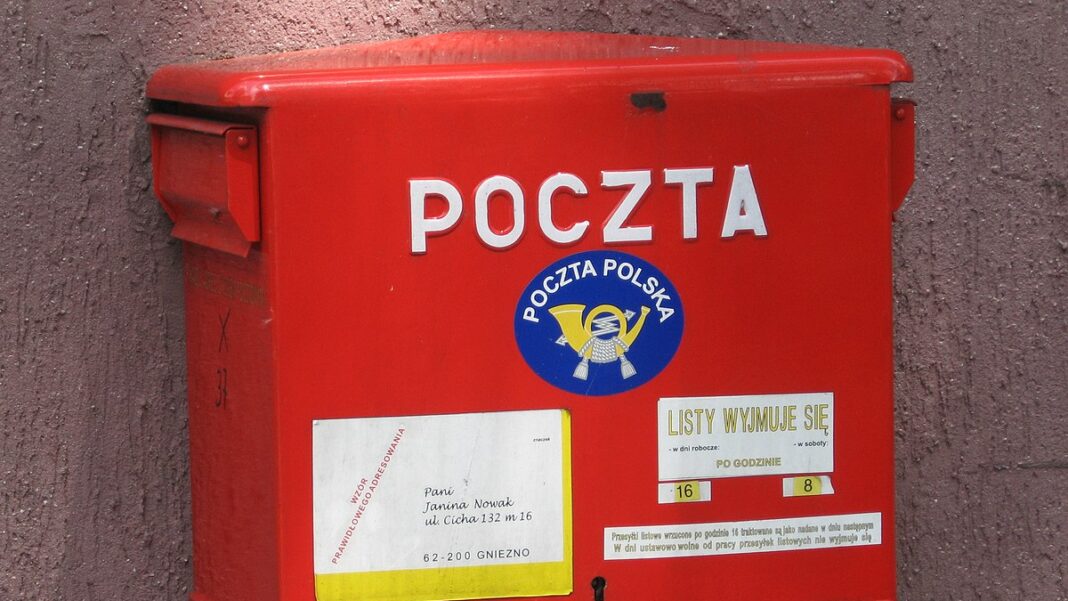 POCZTA
POCZTA POLSKA
WZÓR
PRAWIDŁOWEGO ADRESOWANIA
znaczek
Pani
Janina Nowak
ul. Cicha 132 m 16
62-200 GNIEZNO
LISTY WYJMUJE SIĘ
- w dni robocze: - w soboty:
PO GODZINIE
16 8
Przesyłki listowe wrzucone po godzinie 16 traktowane są jako nadane w dniu następnym
W dni ustawowo wolne od pracy przesyłek listowych nie wyjmuje się
X